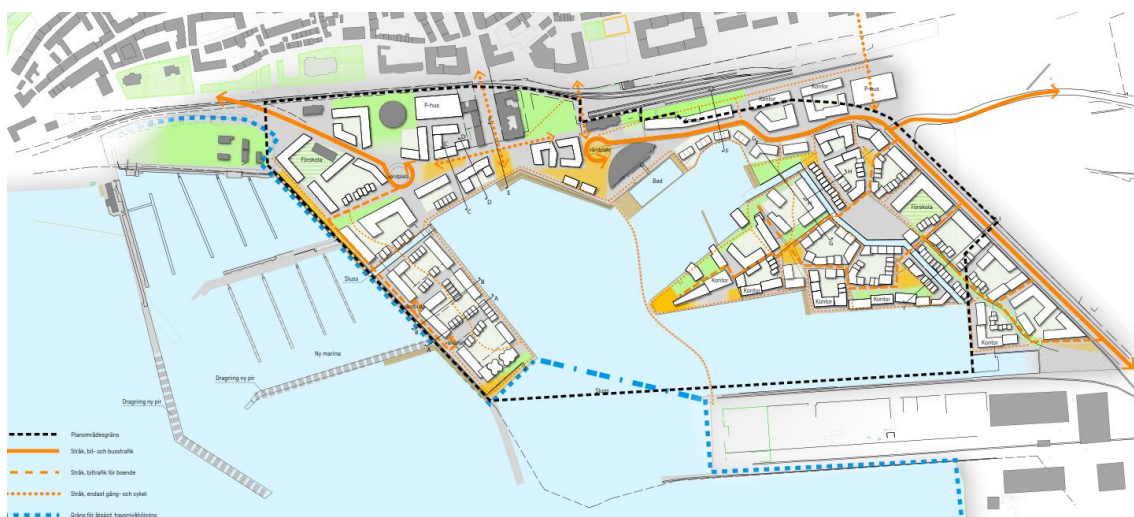 P-hus
Kontor
Kontor
P-hus
Kontor
Förskola
vändplats
vändplats
Bad
Förskola
Sluss
Kontor
Kontor
Kontor
Kontor
Kontor
Ny marina
Dragning ny pir
Dragning ny pir
Sluss
Planområdesgräns
Stråk, bil- och busstrafik
Stråk, biltrafik för boende
Stråk, endast gång- och cykel
Gräns för åtgärd, havsnivåhöjning